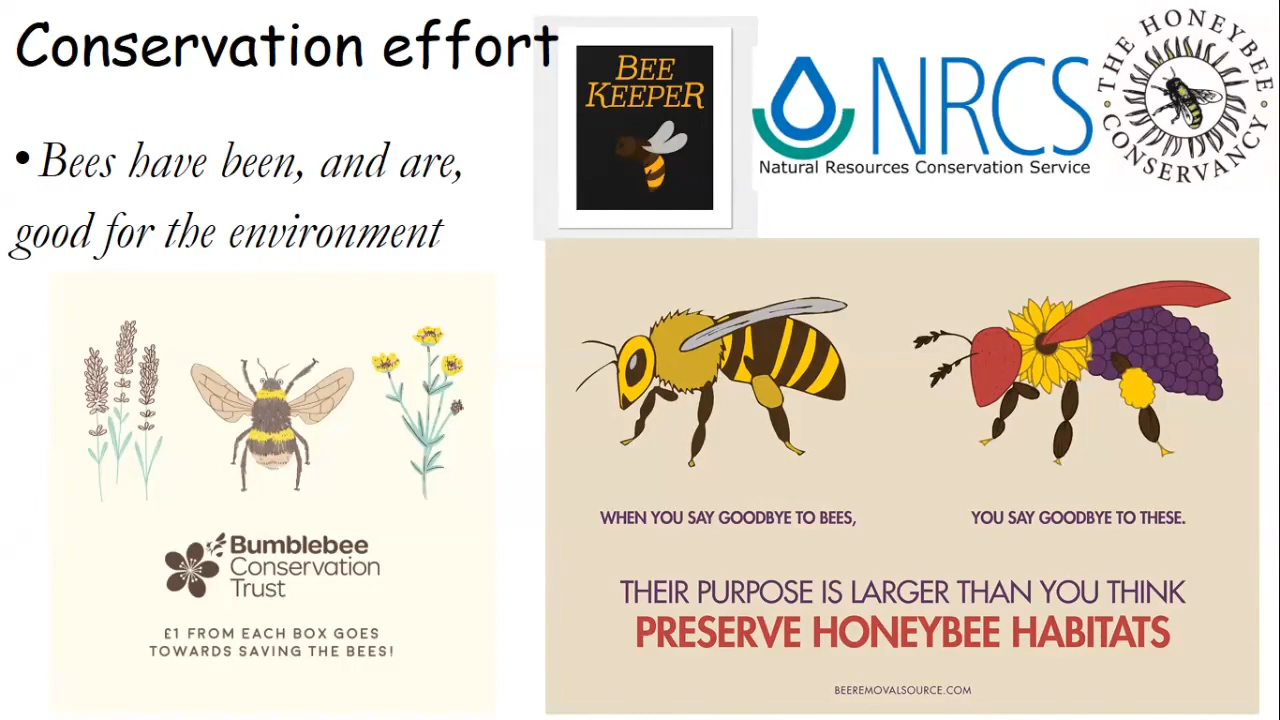 Conservation effort
• Bees have been, and are,
good for the environment
BEE
KEEPER
NRCS
Natural Resources Conservation Service
THE HONEYBEE
• CONSERVANCY •
Bumblebee
Conservation
Trust
£1 FROM EACH BOX GOES
TOWARDS SAVING THE BEES!
WHEN YOU SAY GOODBYE TO BEES,
YOU SAY GOODBYE TO THESE.
THEIR PURPOSE IS LARGER THAN YOU THINK
PRESERVE HONEYBEE HABITATS
BEEREMOVALSOURCE.COM